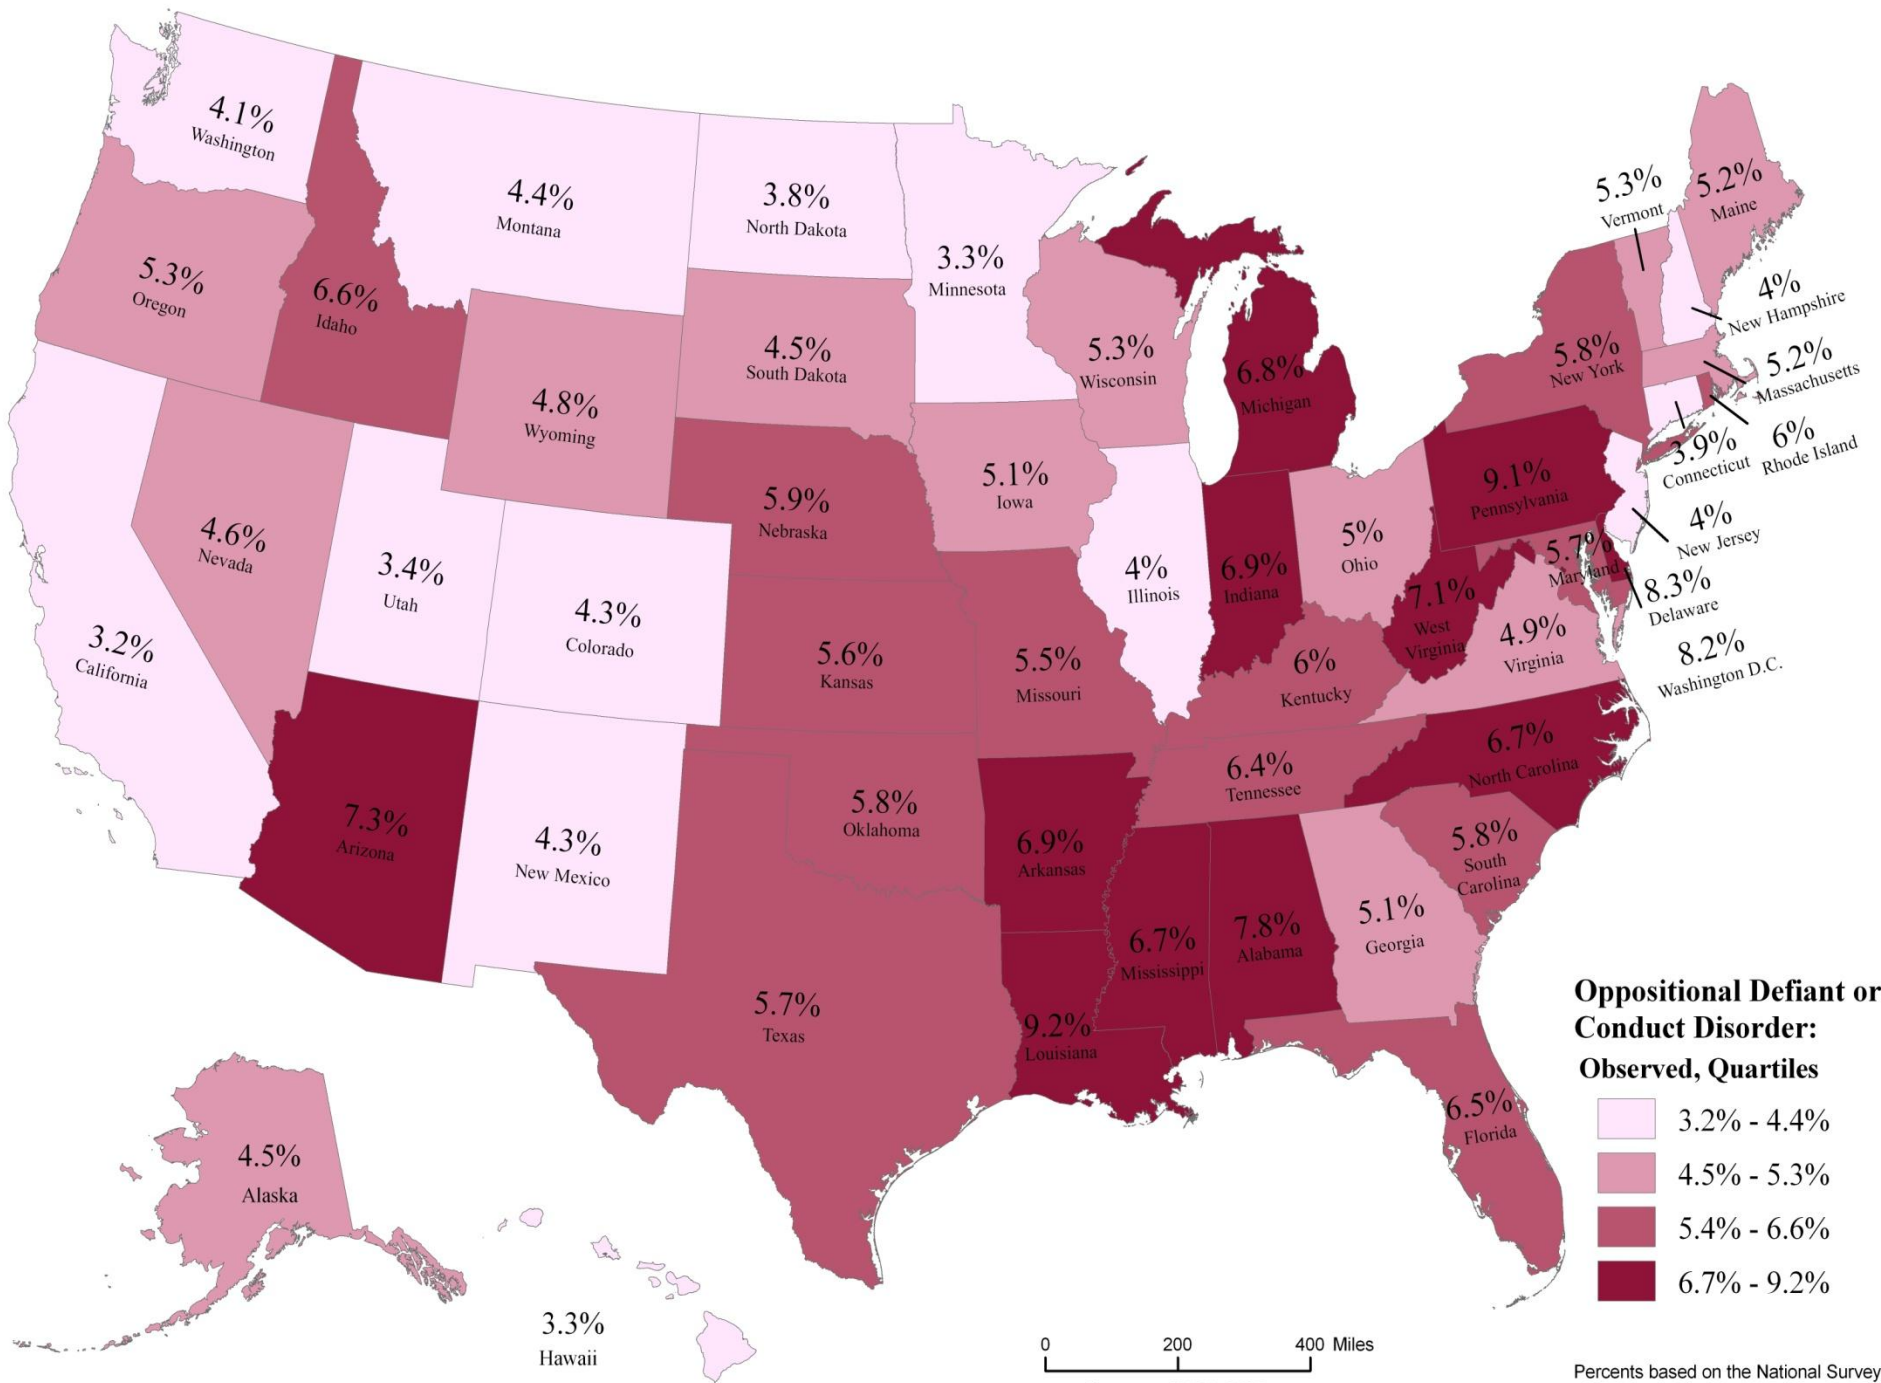 4.1%
Washington
4.4%
Montana
3.8%
North Dakota
3.3%
Minnesota
5.3%
Vermont
5.2%
Maine
5.3%
Oregon
6.6%
Idaho
4%
New Hampshire
4.8%
Wyoming
4.5%
South Dakota
5.3%
Wisconsin
6.8%
Michigan
5.8%
New York
5.2%
Massachusetts
6%
Rhode Island
3.9%
Connecticut
4.6%
Nevada
3.4%
Utah
4.3%
Colorado
5.9%
Nebraska
5.1%
Iowa
4%
Illinois
6.9%
Indiana
5%
Ohio
9.1%
Pennsylvania
4%
New Jersey
5.7%
Maryland
8.3%
Delaware
3.2%
California
5.6%
Kansas
5.5%
Missouri
6%
Kentucky
7.1%
West
Virginia
4.9%
Virginia
8.2%
Washington D.C.
7.3%
Arizona
4.3%
New Mexico
5.8%
Oklahoma
6.9%
Arkansas
6.4%
Tennessee
6.7%
North Carolina
5.8%
South
Carolina
5.7%
Texas
9.2%
Louisiana
6.7%
Mississippi
7.8%
Alabama
5.1%
Georgia
6.5%
Florida
4.5%
Alaska
3.3%
Hawaii
Oppositional Defiant or
Conduct Disorder:
Observed, Quartiles
3.2% - 4.4%
4.5% - 5.3%
5.4% - 6.6%
6.7% - 9.2%
0 200 400 Miles
Percents based on the National Survey